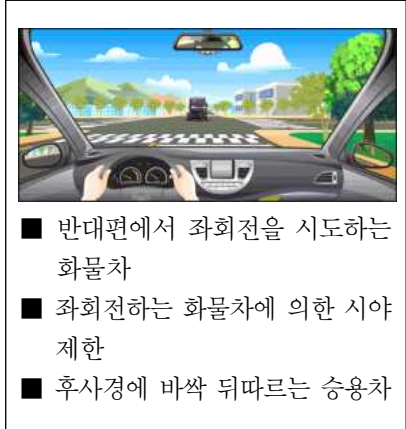 ■ 반대편에서 좌회전을 시도하는
화물차
■ 좌회전하는 화물차에 의한 시야
제한
■ 후사경에 바싹 뒤따르는 승용차